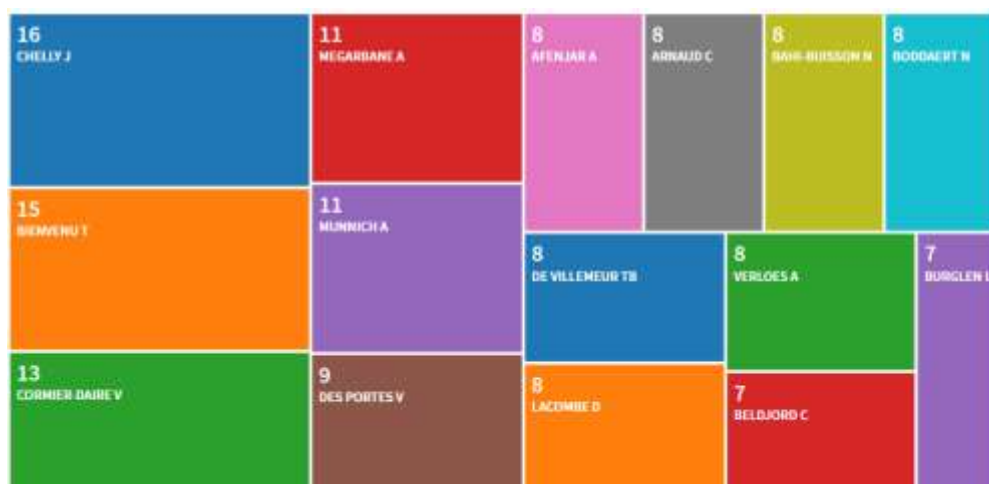 16
CHELLY J
15
BIENVENU T
13
CORMIER-DAIRE V
11
MEGARBANE A
11
MUNNICH A
9
DES PORTES V
8
AFENJAR A
8
ARNAUD C
8
BAHI-BUISSON N
8
BODDAERT N
8
DE VILLEMEUR TB
8
LACOMBE D
8
VERLOES A
7
BELDJORD C
7
BURGLEN L